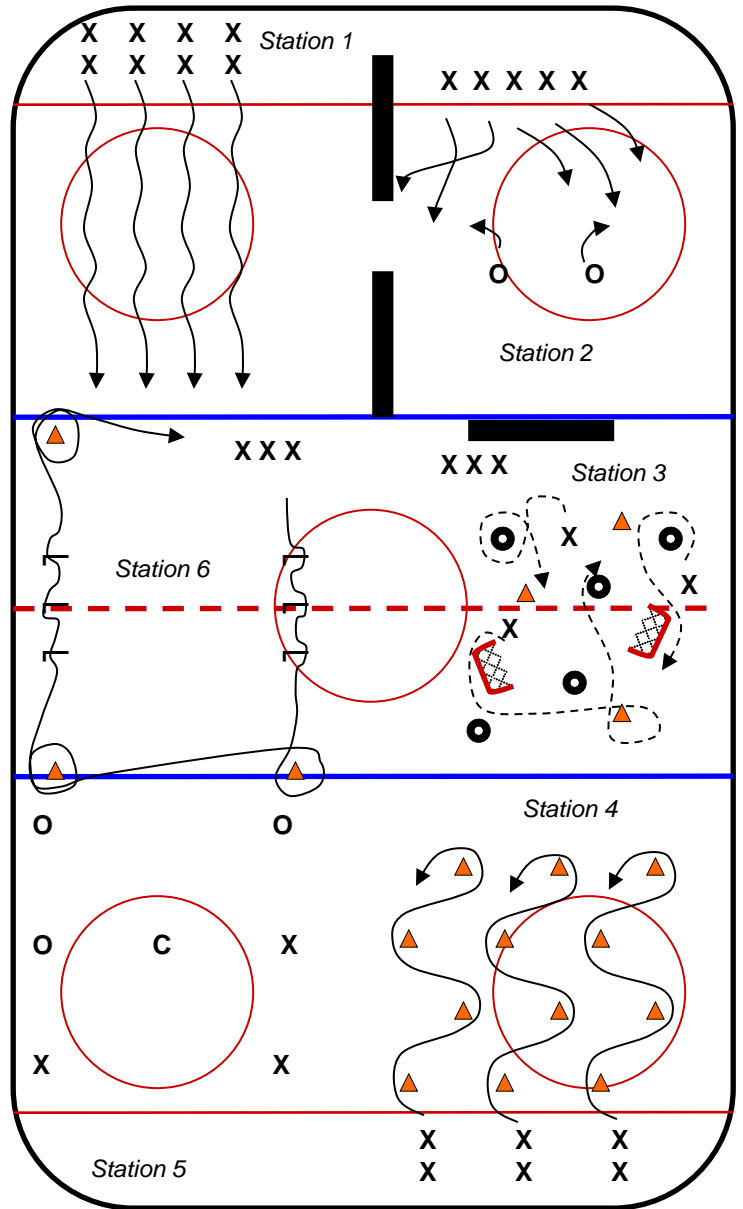 X X X X Station 1
X X X X
X X X X X
O O
Station 2
X X X
X X X
Station 3
X
Station 6
X
X
Station 4
O O
O C X
X X
X X X
Station 5
X X X